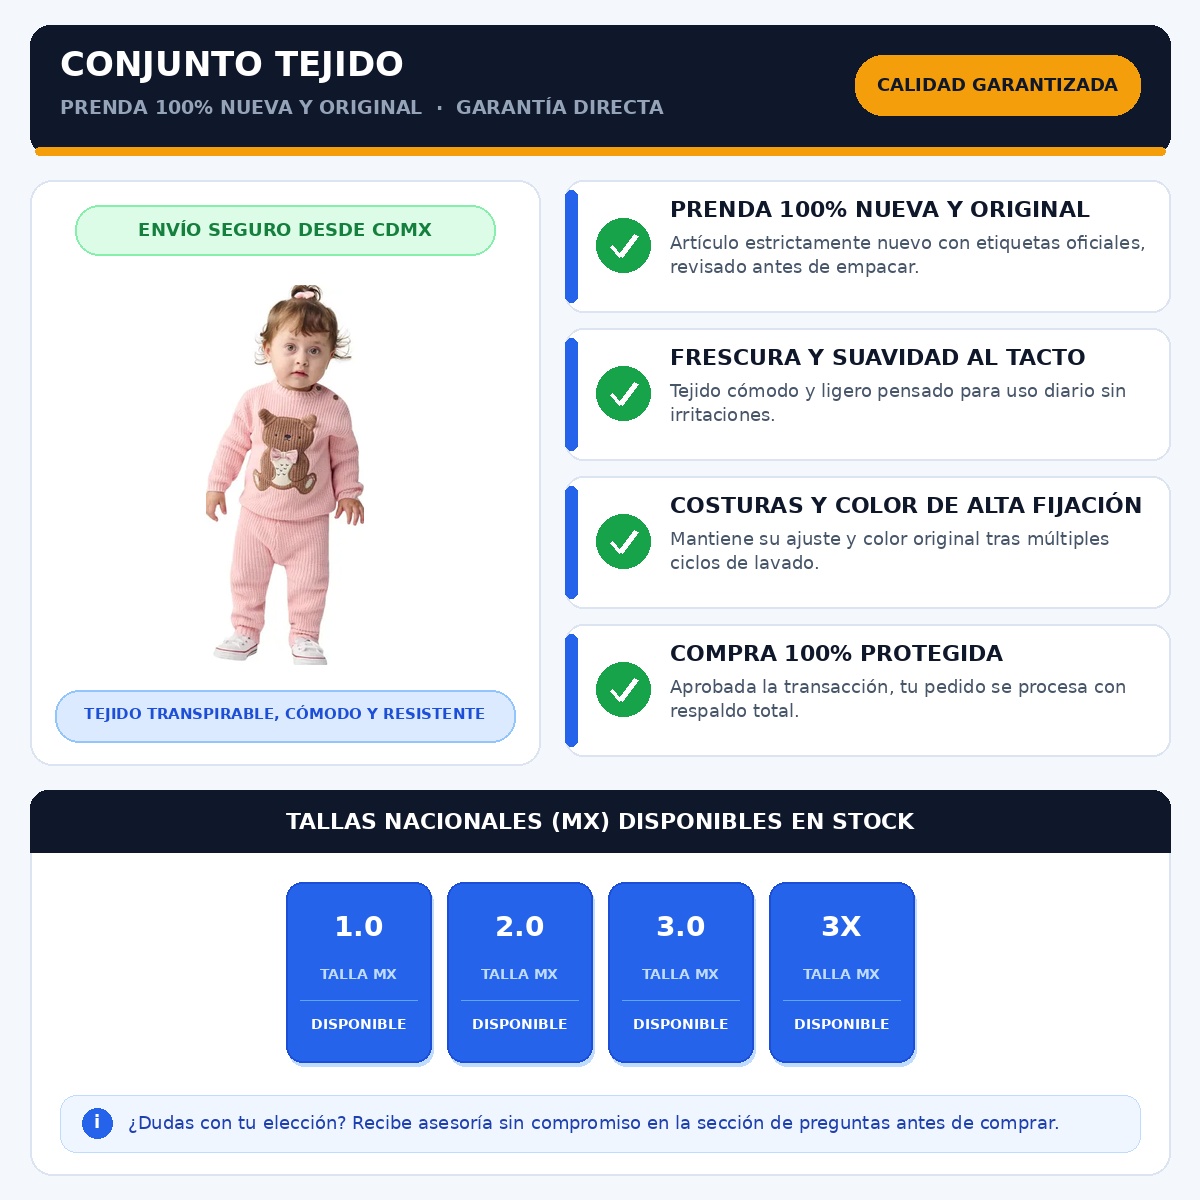 CONJUNTO TEJIDO
PRENDA 100% NUEVA Y ORIGINAL · GARANTÍA DIRECTA
CALIDAD GARANTIZADA
ENVÍO SEGURO DESDE CDMX
TEJIDO TRANSPIRABLE, CÓMODO Y RESISTENTE
PRENDA 100% NUEVA Y ORIGINAL
Artículo estrictamente nuevo con etiquetas oficiales,
revisado antes de empacar.
FRESCURA Y SUAVIDAD AL TACTO
Tejido cómodo y ligero pensado para uso diario sin
irritaciones.
COSTURAS Y COLOR DE ALTA FIJACIÓN
Mantiene su ajuste y color original tras múltiples
ciclos de lavado.
COMPRA 100% PROTEGIDA
Aprobada la transacción, tu pedido se procesa con
respaldo total.
TALLAS NACIONALES (MX) DISPONIBLES EN STOCK
1.0
TALLA MX
DISPONIBLE
2.0
TALLA MX
DISPONIBLE
3.0
TALLA MX
DISPONIBLE
3X
TALLA MX
DISPONIBLE
i
¿Dudas con tu elección? Recibe asesoría sin compromiso en la sección de preguntas antes de comprar.